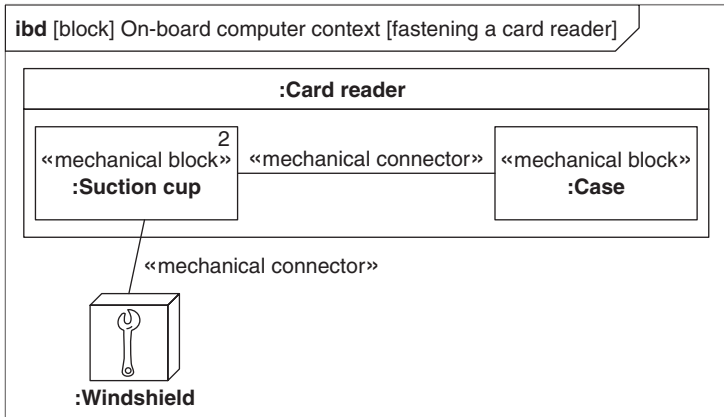 ibd [block] On-board computer context [fastening a card reader]
:Card reader
2
«mechanical block»
:Suction cup
«mechanical connector»
«mechanical block»
:Case
«mechanical connector»
:Windshield